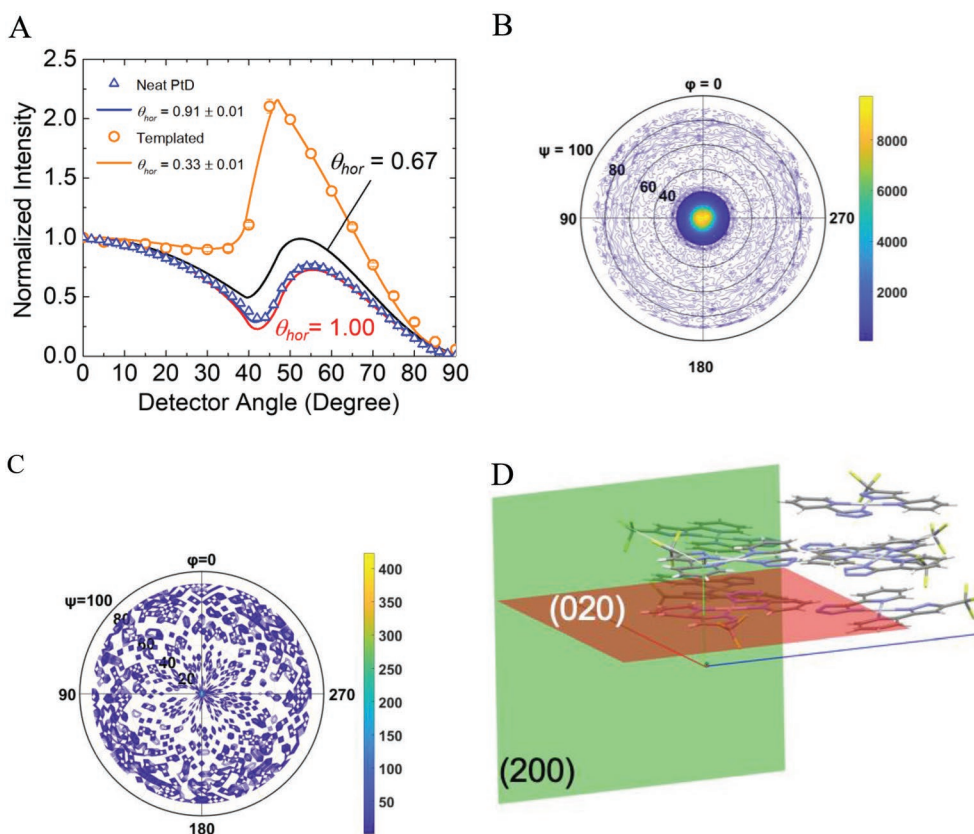 A
2.5
2.0
1.5
1.0
0.5
0.0
Normalized Intensity
Neat PtD
θhor = 0.91 ± 0.01
Templated
θhor = 0.33 ± 0.01
θhor = 0.67
θhor = 1.00
0 10 20 30 40 50 60 70 80 90
Detector Angle (Degree)
B
φ = 0
ψ = 100
80
60
40
90
270
180
8000
6000
4000
2000
C
φ=0
ψ=100
80
60
40
20
90
270
180
400
350
300
250
200
150
100
50
D
(020)
(200)